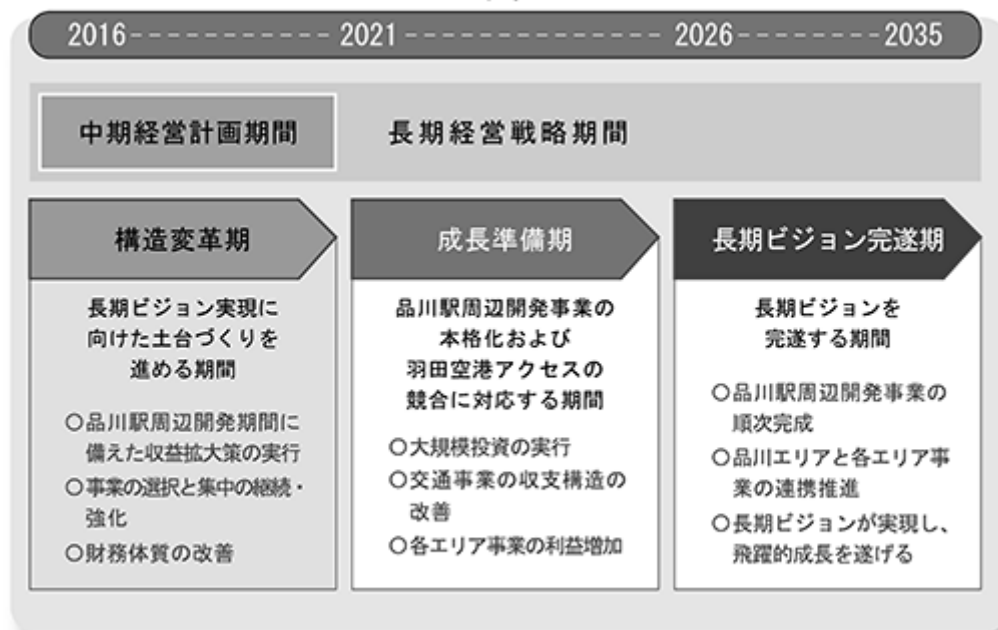 2016------------2021---------------2026--------2035
中期経営計画期間
長期経営戦略期間
構造変革期
長期ビジョン実現に
向けた土台づくりを
進める期間
○品川駅周辺開発期間に
備えた収益拡大策の実行
○事業の選択と集中の継続・
強化
○財務体質の改善
成長準備期
品川駅周辺開発事業の
本格化および
羽田空港アクセスの
競合に対応する期間
○大規模投資の実行
○交通事業の収支構造の
改善
○各エリア事業の利益増加
長期ビジョン完遂期
長期ビジョンを
完遂する期間
○品川駅周辺開発事業の
順次完成
○品川エリアと各エリア事
業の連携推進
○長期ビジョンが実現し、
飛躍的成長を遂げる